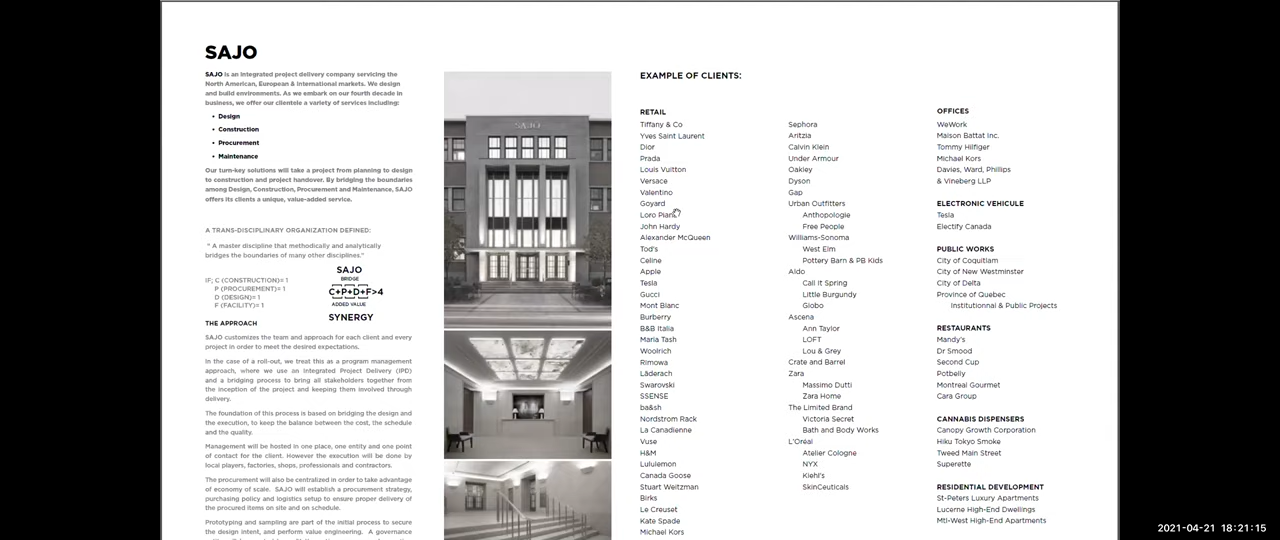 SAJO
SAJO is an integrated project delivery company servicing the
North American, European & International markets. We design
and build environments. As we embark on our fourth decade in
business, we offer our clientele a variety of services including:
• Design
• Construction
• Procurement
• Maintenance
Our turn-key solutions will take a project from planning to design
to construction and project handover. By bridging the boundaries
among Design, Construction, Procurement and Maintenance, SAJO
offers its clients a unique, value-added service.
A TRANS-DISCIPLINARY ORGANIZATION DEFINED:
" A master discipline that methodically and analytically
bridges the boundaries of many other disciplines."
IF; C (CONSTRUCTION)= 1
P (PROCUREMENT)= 1
D (DESIGN)= 1
F (FACILITY)= 1
SAJO
BRIDGE
C+P+D+F>4
ADDED VALUE
SYNERGY
THE APPROACH
SAJO customizes the team and approach for each client and every
project in order to meet the desired expectations.
In the case of a roll-out, we treat this as a program management
approach, where we use an Integrated Project Delivery (IPD)
and a bridging process to bring all stakeholders together from
the inception of the project and keeping them involved through
delivery.
The foundation of this process is based on bridging the design and
the execution, to keep the balance between the cost, the schedule
and the quality.
Management will be hosted in one place, one entity and one point
of contact for the client. However the execution will be done by
local players, factories, shops, professionals and contractors.
The procurement will also be centralized in order to take advantage
of economy of scale. SAJO will establish a procurement strategy,
purchasing policy and logistics setup to ensure proper delivery of
the procured items on site and on schedule.
Prototyping and sampling are part of the initial process to secure
the design intent, and perform value engineering. A governance
SAJO
EXAMPLE OF CLIENTS:
RETAIL
Tiffany & Co
Yves Saint Laurent
Dior
Prada
Louis Vuitton
Versace
Valentino
Goyard
Loro Piana
John Hardy
Alexander McQueen
Tod's
Celine
Apple
Tesla
Gucci
Mont Blanc
Burberry
B&B Italia
Maria Tash
Woolrich
Rimowa
Läderach
Swarovski
SSENSE
ba&sh
Nordstrom Rack
La Canadienne
Vuse
H&M
Lululemon
Canada Goose
Stuart Weitzman
Birks
Le Creuset
Kate Spade
Michael Kors
Sephora
Aritzia
Calvin Klein
Under Armour
Oakley
Dyson
Gap
Urban Outfitters
Anthopologie
Free People
Williams-Sonoma
West Elm
Pottery Barn & PB Kids
Aldo
Call It Spring
Little Burgundy
Globo
Ascena
Ann Taylor
LOFT
Lou & Grey
Crate and Barrel
Zara
Massimo Dutti
Zara Home
The Limited Brand
Victoria Secret
Bath and Body Works
L'Oréal
Atelier Cologne
NYX
Kiehl's
SkinCeuticals
OFFICES
WeWork
Maison Battat Inc.
Tommy Hilfiger
Michael Kors
Davies, Ward, Phillips
& Vineberg LLP
ELECTRONIC VEHICULE
Tesla
Electify Canada
PUBLIC WORKS
City of Coquitlam
City of New Westminster
City of Delta
Province of Quebec
Institutionnal & Public Projects
RESTAURANTS
Mandy's
Dr Smood
Second Cup
Potbelly
Montreal Gourmet
Cara Group
CANNABIS DISPENSERS
Canopy Growth Corporation
Hiku Tokyo Smoke
Tweed Main Street
Superette
RESIDENTIAL DEVELOPMENT
St-Peters Luxury Apartments
Lucerne High-End Dwellings
Mtl-West High-End Apartments
2021-04-21 18:21:15